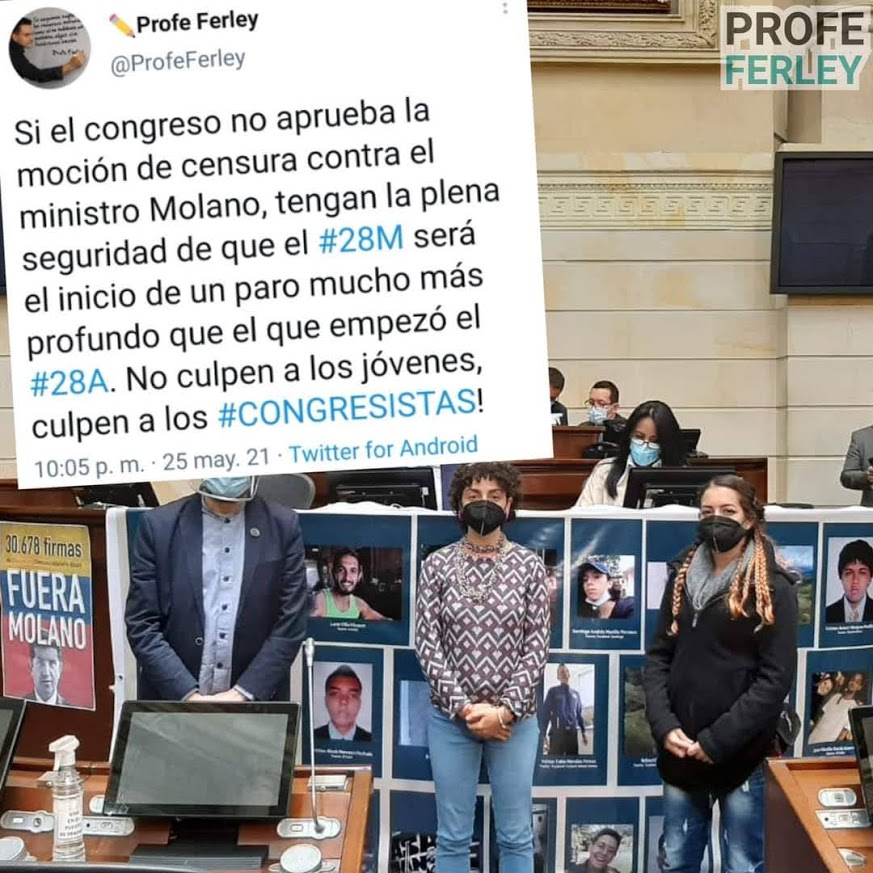 Profe Ferley
@ProfeFerley
Si el congreso no aprueba la
moción de censura contra el
ministro Molano, tengan la plena
seguridad de que el #28M será
el inicio de un paro mucho más
profundo que el que empezó el
#28A. No culpen a los jóvenes,
culpen a los #CONGRESISTAS!
10:05 p. m. · 25 may. 21 · Twitter for Android
PROFE
FERLEY
30.678 firmas
FUERA
MOLANO